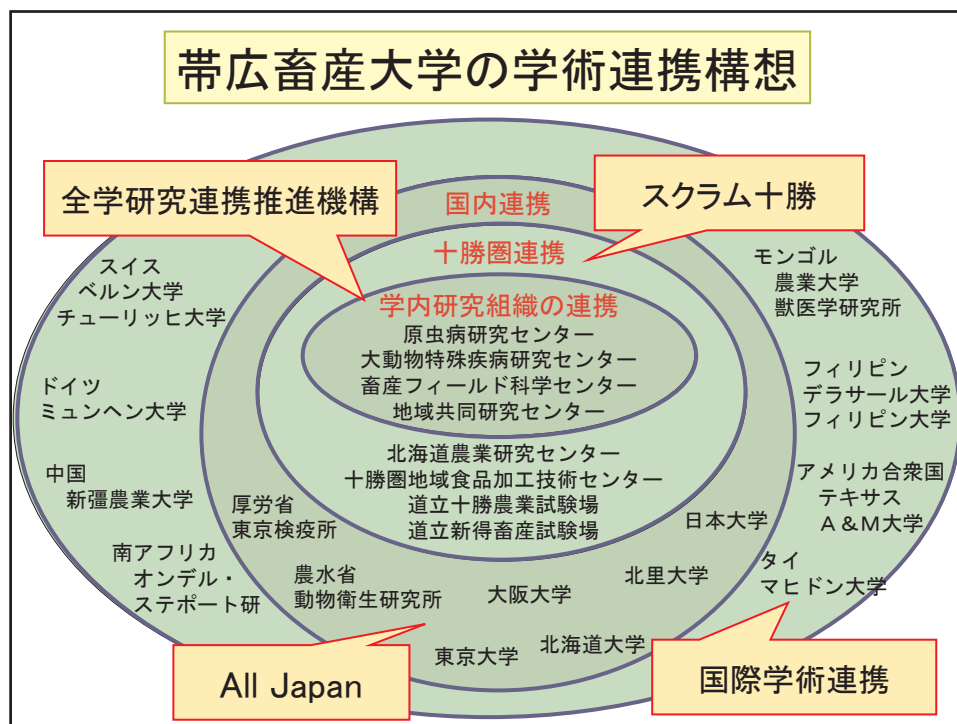 帯広畜産大学の学術連携構想
全学研究連携推進機構
スクラム十勝
国内連携
十勝圏連携
学内研究組織の連携
原虫病研究センター
大動物特殊疾病研究センター
畜産フィールド科学センター
地域共同研究センター
北海道農業研究センター
十勝圏地域食品加工技術センター
道立十勝農業試験場
道立新得畜産試験場
スイス
ベルン大学
チューリッヒ大学
ドイツ
ミュンヘン大学
中国
新彊農業大学
南アフリカ
オンデル・
ステポート研
厚労省
東京検疫所
農水省
動物衛生研究所
大阪大学
東京大学
北海道大学
北里大学
日本大学
モンゴル
農業大学
獣医学研究所
フィリピン
デラサール大学
フィリピン大学
アメリカ合衆国
テキサス
A&M大学
タイ
マヒドン大学
All Japan
国際学術連携